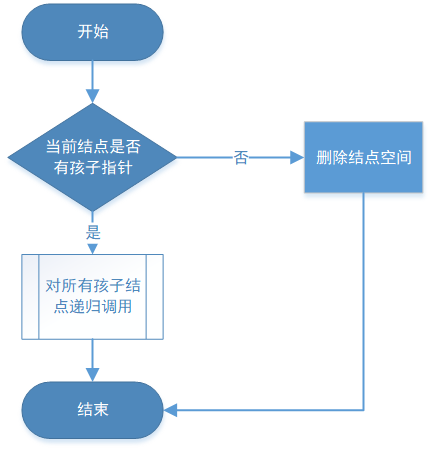 开始
当前结点是否
有孩子指针
否
删除结点空间
是
对所有孩子结
点递归调用
结束